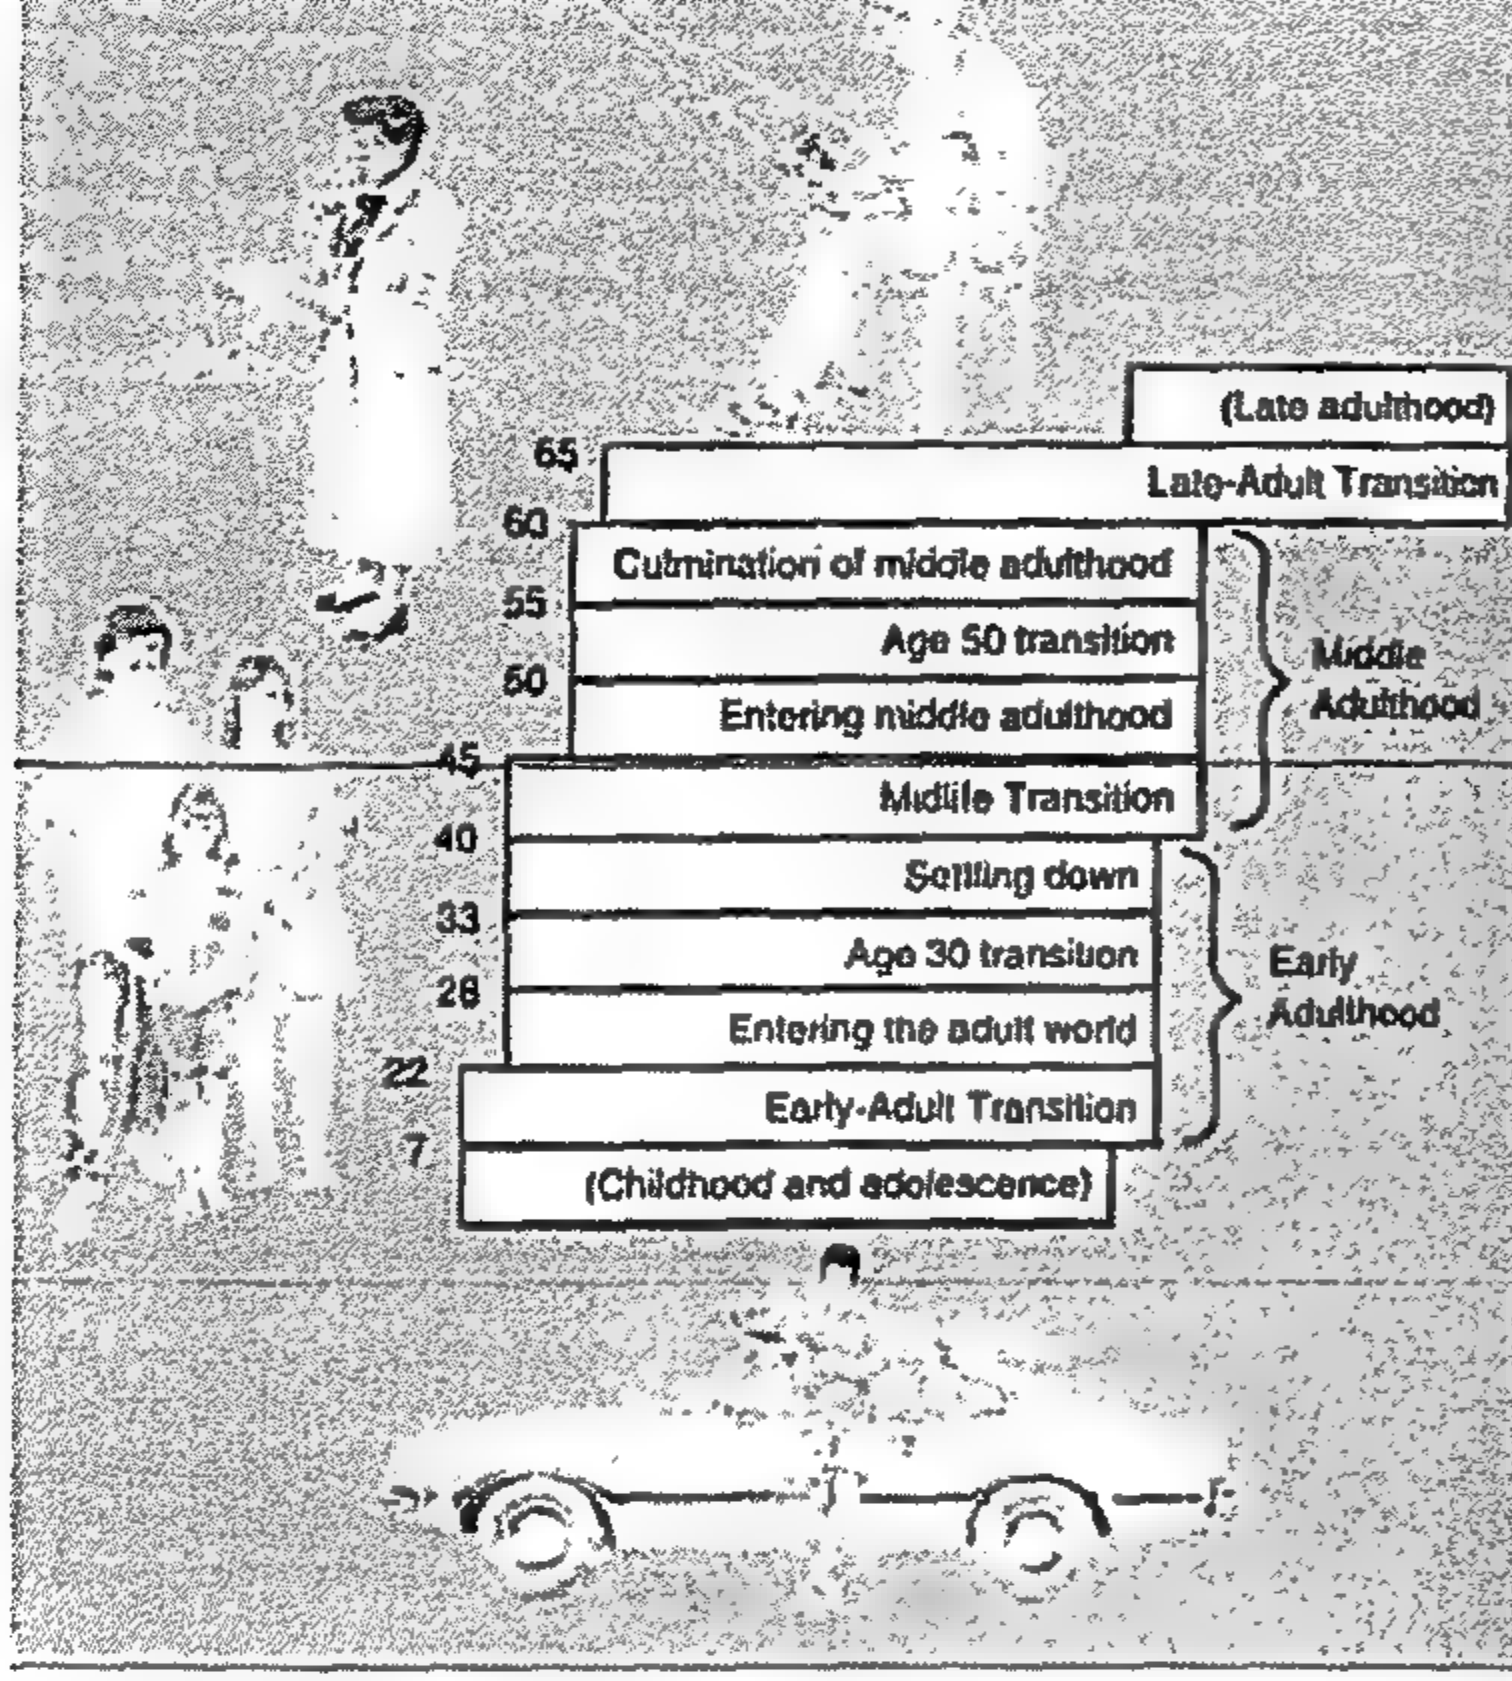 (Late adulthood)
65
Late-Adult Transition
60
Culmination of middle adulthood
55
Age 50 transition
50
Entering middle adulthood
Middle
Adulthood
45
Midlife Transition
40
Settling down
33
Age 30 transition
28
Entering the adult world
Early
Adulthood
22
Early-Adult Transition
7
(Childhood and adolescence)